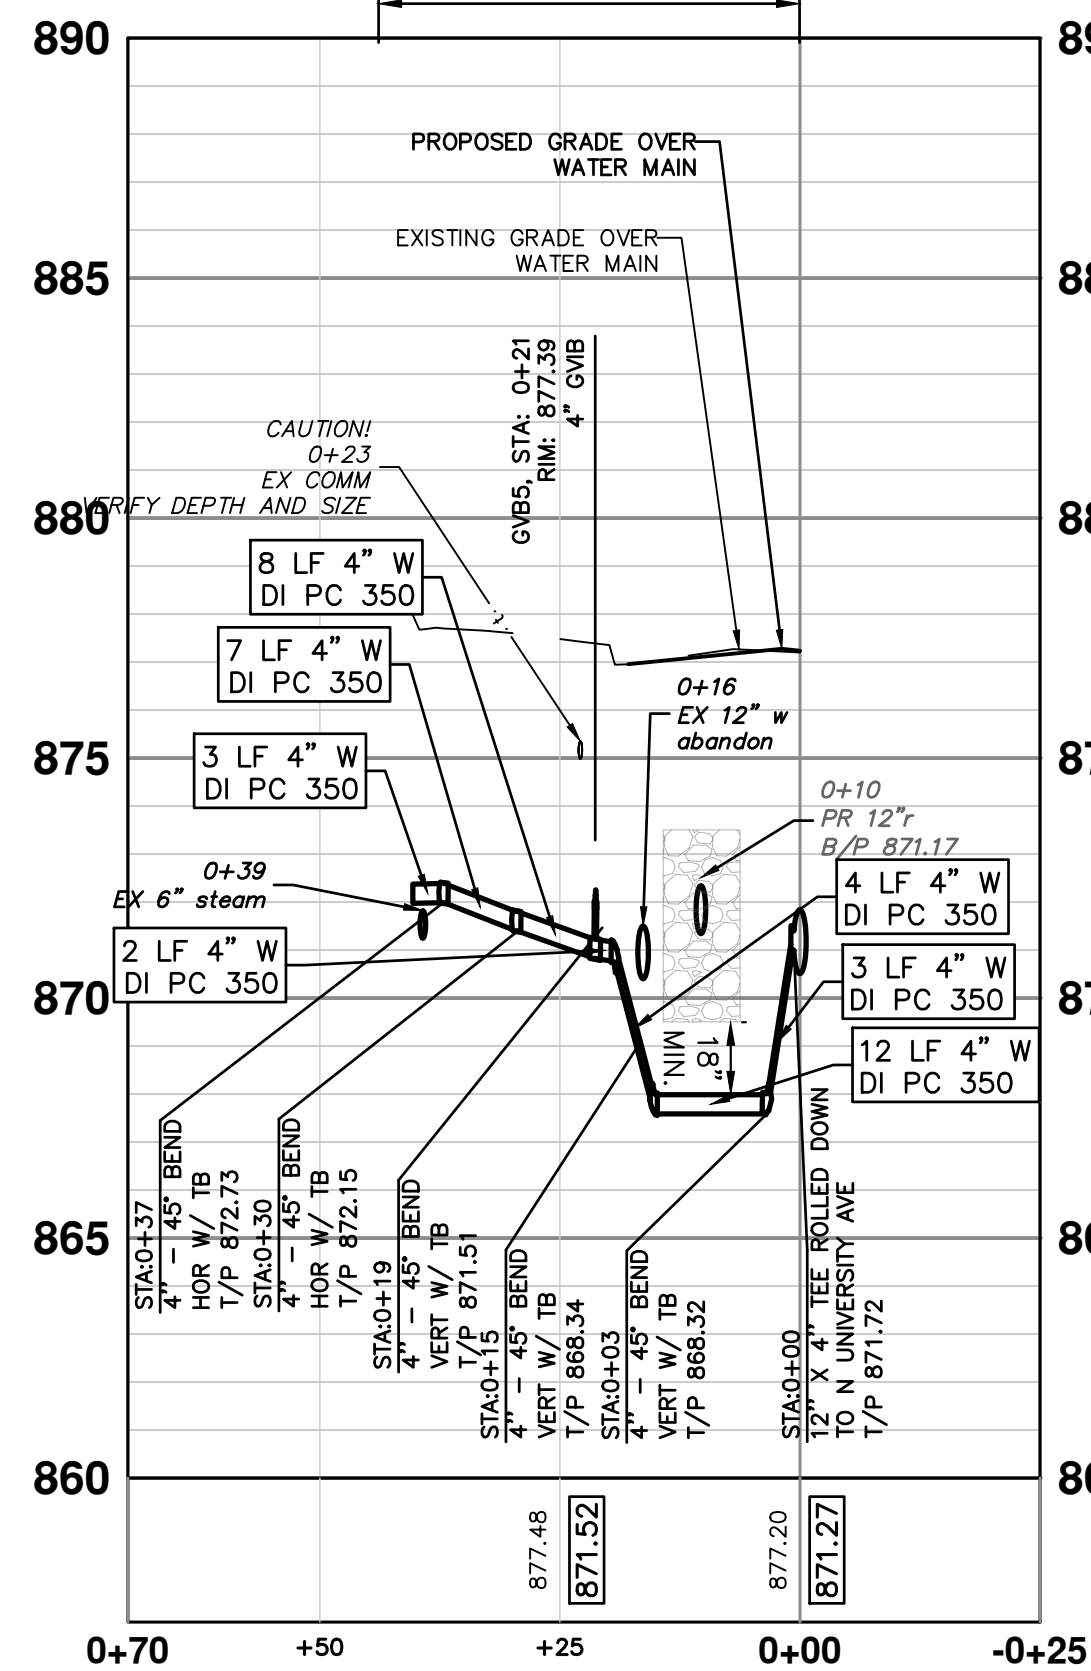 890
PROPOSED GRADE OVER
WATER MAIN
EXISTING GRADE OVER
WATER MAIN
885
GVB5, STA: 0+21
RIM: 877.39
4" GVIB
CAUTION!
0+23
EX COMM
VERIFY DEPTH AND SIZE
880
8 LF 4" W
DI PC 350
7 LF 4" W
DI PC 350
0+16
EX 12" w
abandon
3 LF 4" W
DI PC 350
875
0+10
PR 12"r
B/P 871.17
0+39
EX 6" steam
4 LF 4" W
DI PC 350
2 LF 4" W
DI PC 350
3 LF 4" W
DI PC 350
870
18"
MIN.
12 LF 4" W
DI PC 350
STA:0+37
4" - 45° BEND
HOR W/ TB
T/P 872.73
STA:0+30
4" - 45° BEND
HOR W/ TB
T/P 872.15
STA:0+19
4" - 45° BEND
VERT W/ TB
T/P 871.51
STA:0+15
4" - 45° BEND
VERT W/ TB
T/P 868.34
STA:0+03
4" - 45° BEND
VERT W/ TB
T/P 868.32
STA:0+00
12" X 4" TEE ROLLED DOWN
TO N UNIVERSITY AVE
T/P 871.72
865
860
877.48
871.52
877.20
871.27
0+70
+50
+25
0+00
-0+25